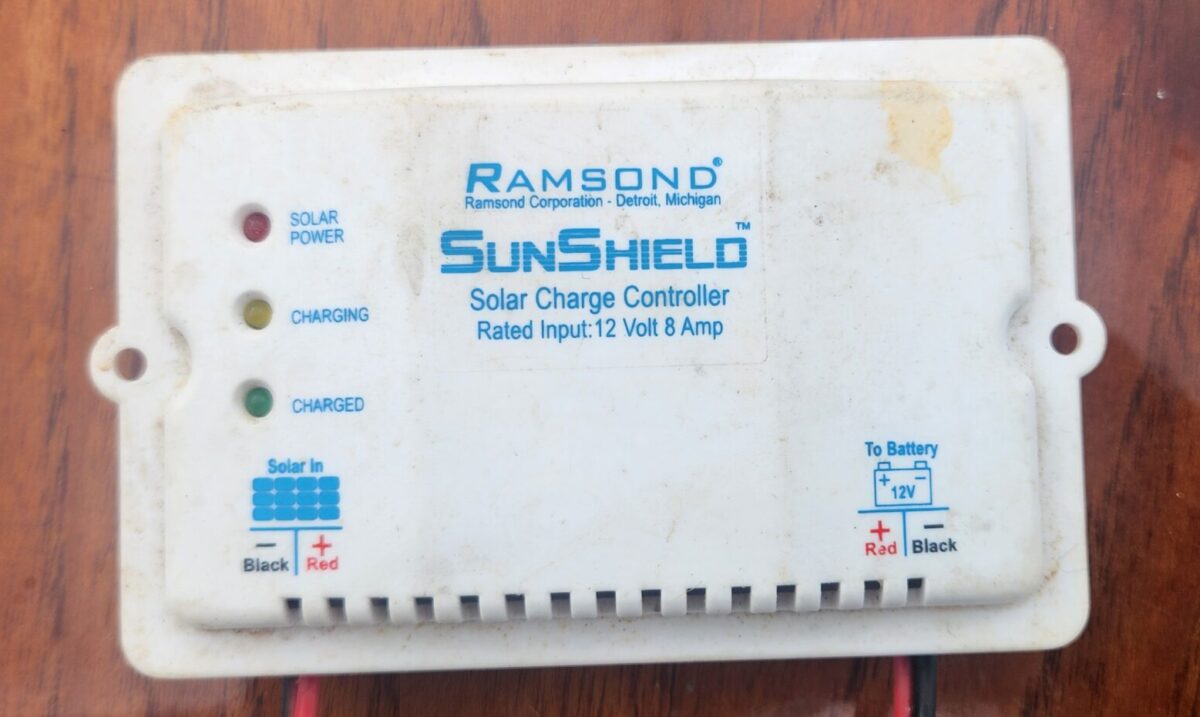 RAMSOND®
Ramsond Corporation - Detroit, Michigan
SUNSHIELD™
Solar Charge Controller
Rated Input: 12 Volt 8 Amp
SOLAR
POWER
CHARGING
CHARGED
Solar In
− +
Black Red
To Battery
+ −
12V
+ −
Red Black